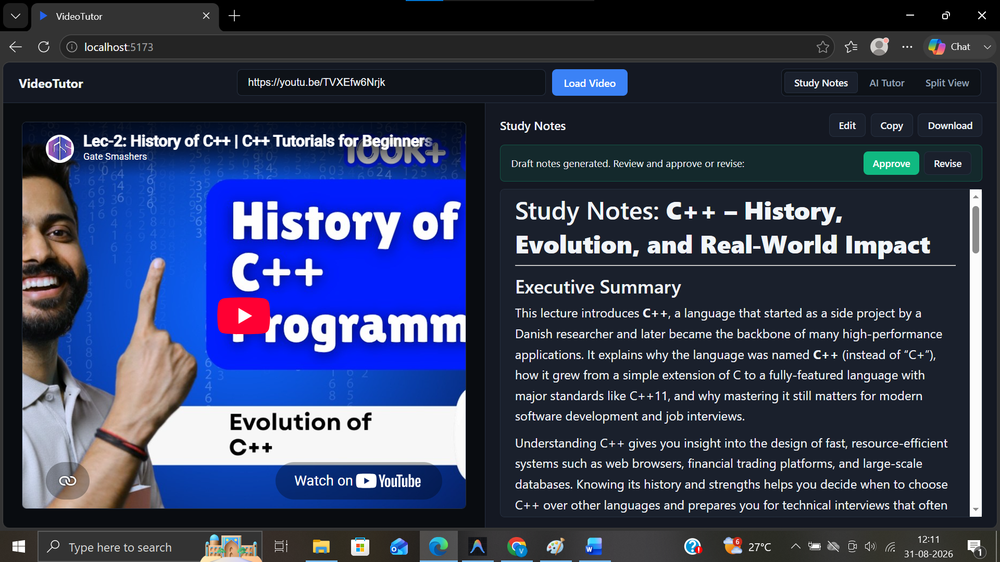 VideoTutor
localhost:5173
Chat
VideoTutor
https://youtu.be/TVXEfw6Nrjk
Load Video
Study Notes
AI Tutor
Split View
Lec-2: History of C++ | C++ Tutorials for Beginners
Gate Smashers
100K+
History of
C++
Programm
Evolution of
C++
Watch on YouTube
Study Notes
Edit
Copy
Download
Draft notes generated. Review and approve or revise:
Approve
Revise
Study Notes: C++ – History,
Evolution, and Real-World Impact
Executive Summary
This lecture introduces C++, a language that started as a side project by a
Danish researcher and later became the backbone of many high-performance
applications. It explains why the language was named C++ (instead of “C+”),
how it grew from a simple extension of C to a fully-featured language with
major standards like C++11, and why mastering it still matters for modern
software development and job interviews.
Understanding C++ gives you insight into the design of fast, resource-efficient
systems such as web browsers, financial trading platforms, and large-scale
databases. Knowing its history and strengths helps you decide when to choose
C++ over other languages and prepares you for technical interviews that often
Type here to search
6
27°C
12:11
31-08-2026
1